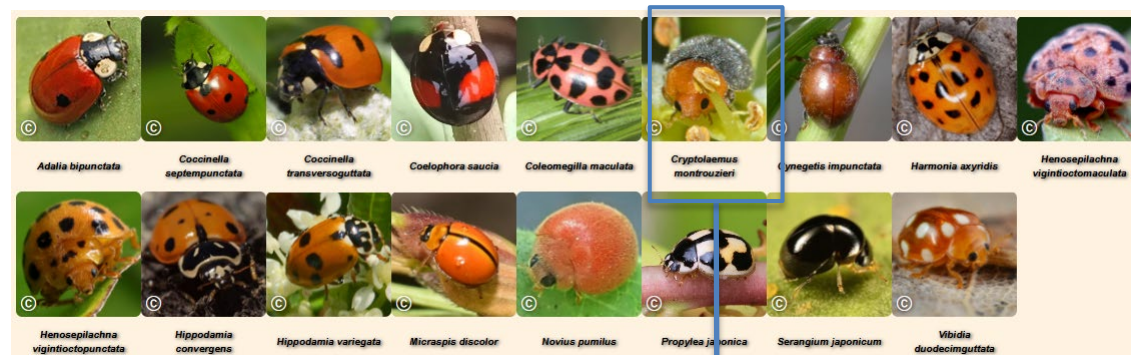 © © © © © © © © ©
Adalia bipunctata
Coccinella
septempunctata
Coccinella
transversoguttata
Coelophora saucia
Coleomegilla maculata
Cryptolaemus
montrouzieri
Cynegetis impunctata
Harmonia axyridis
Henosepilachna
vigintioctomaculata
© © © © © © © ©
Henosepilachna
vigintioctopunctata
Hippodamia
convergens
Hippodamia variegata
Micraspis discolor
Novius pumilus
Propylea japonica
Serangium japonicum
Vibidia
duodecimguttata